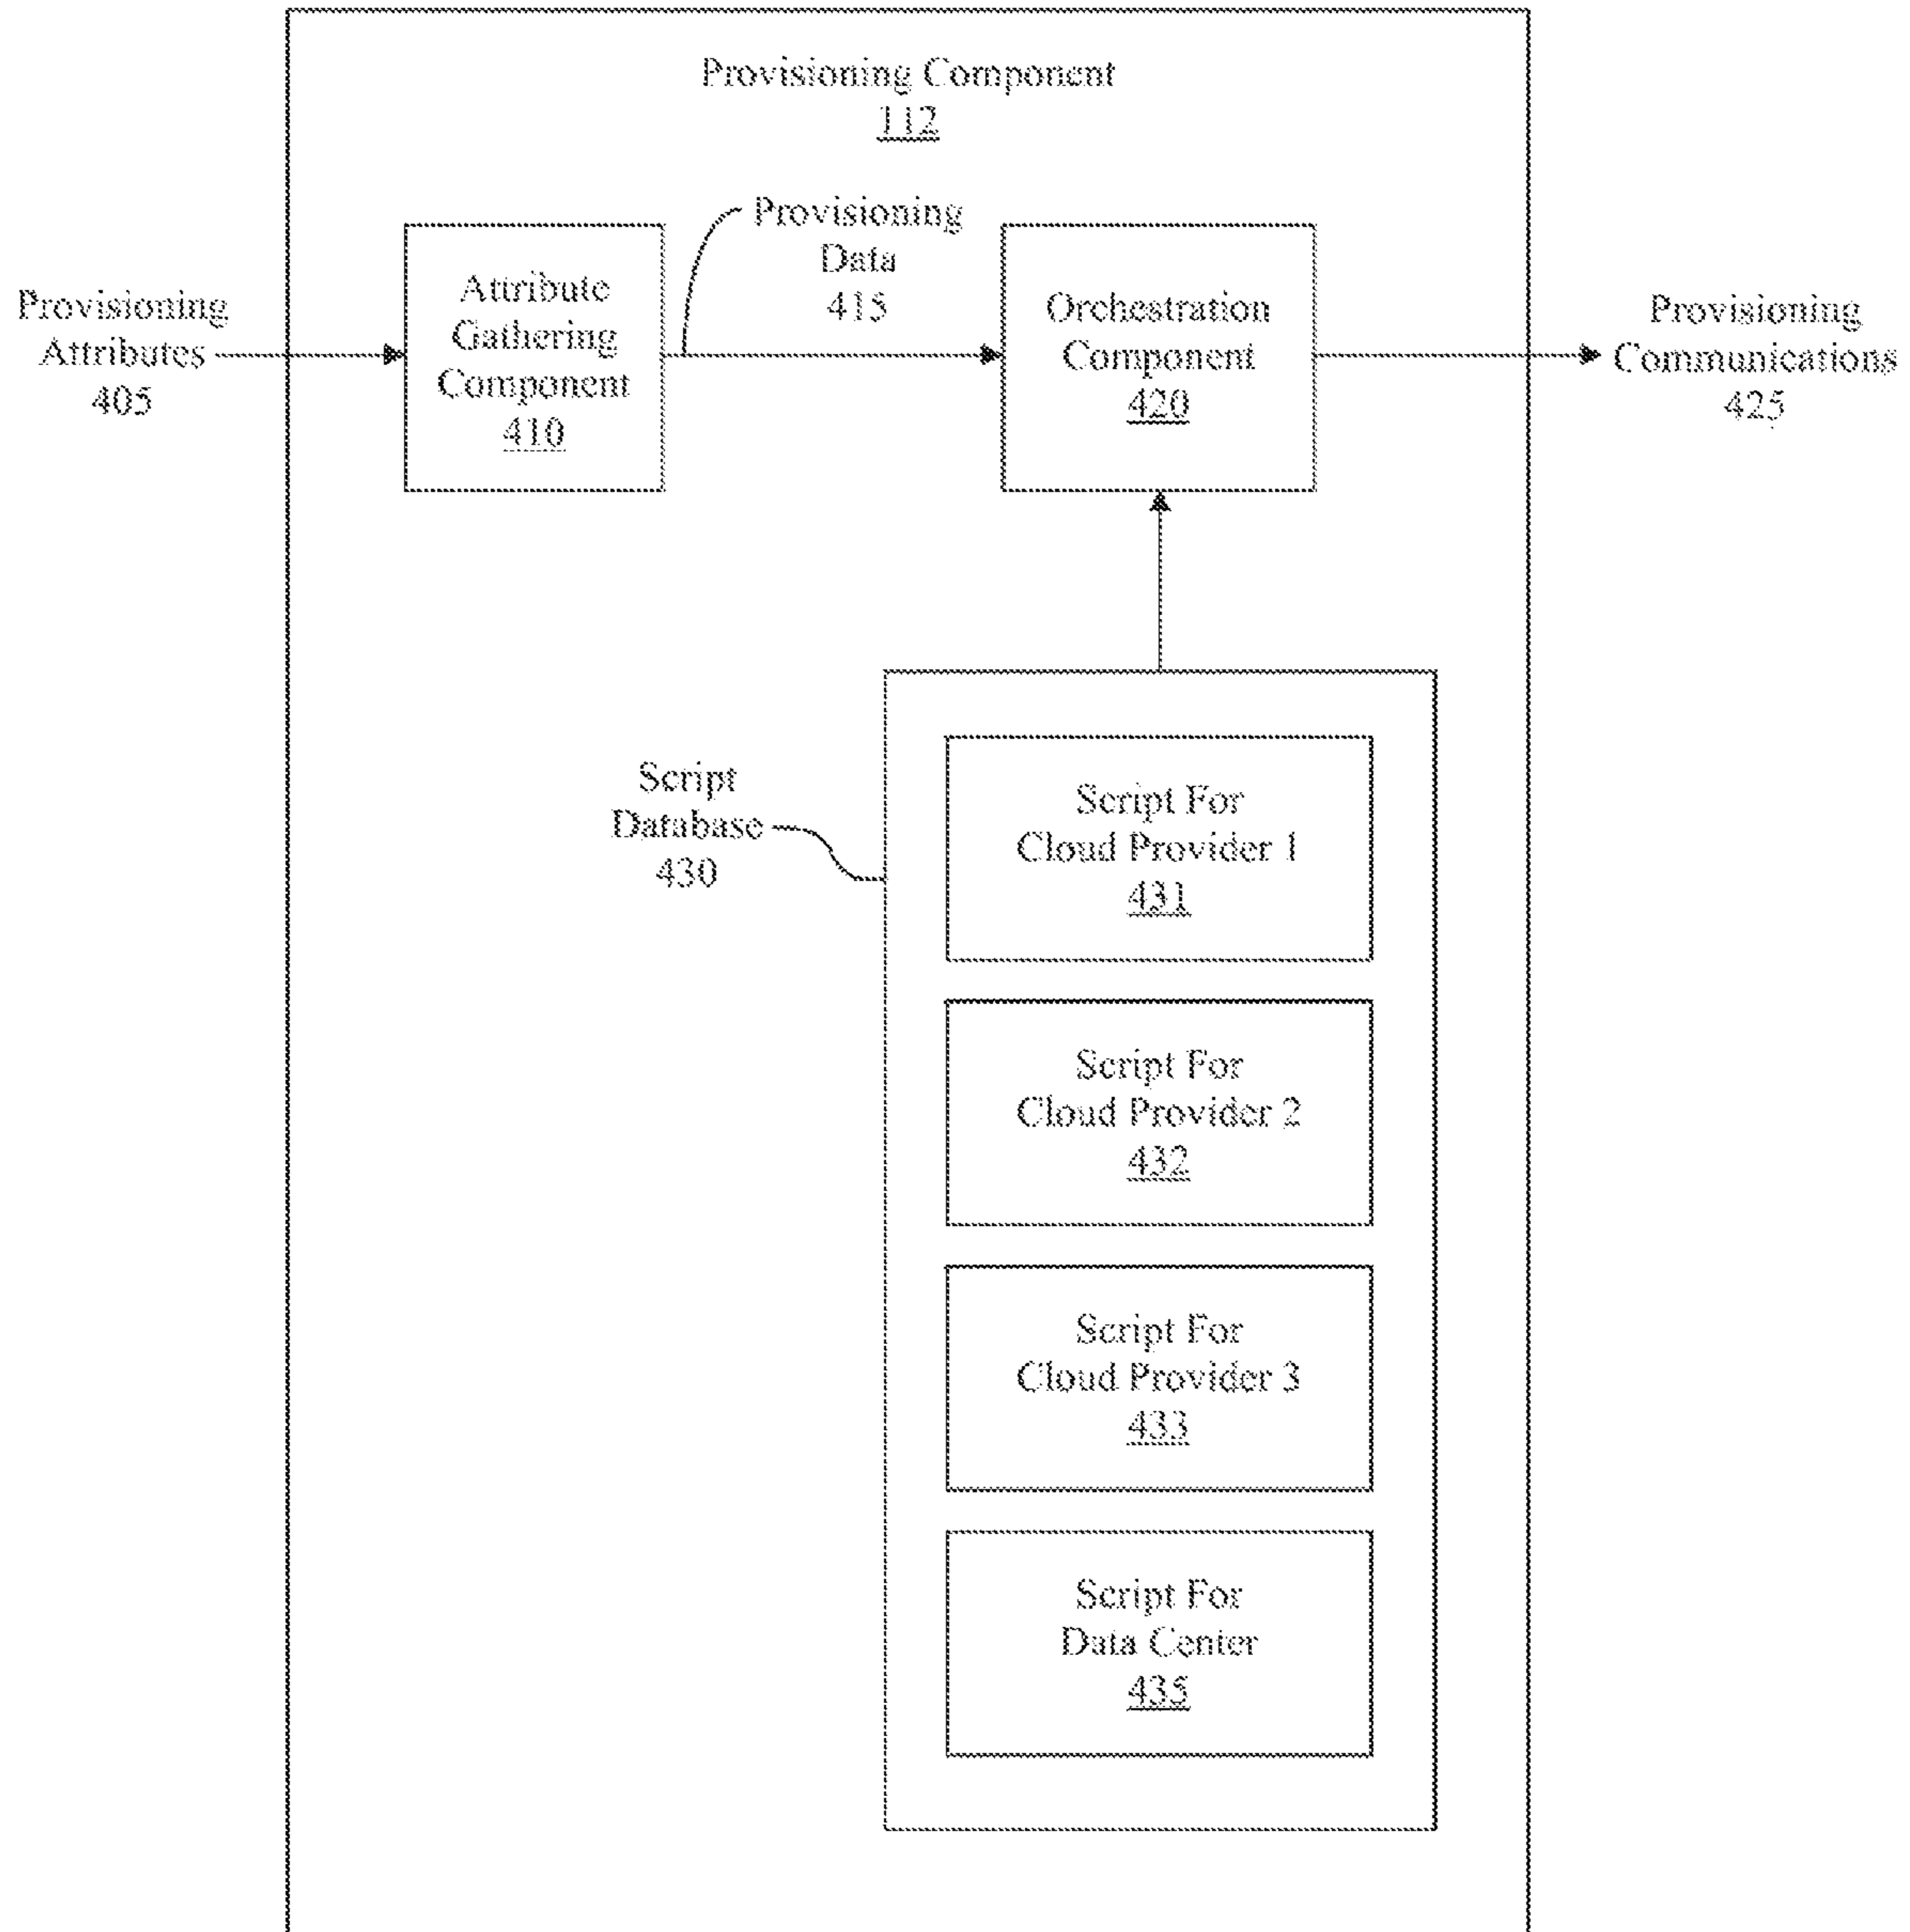 Provisioning Component
112
Provisioning
Attributes
405
Attribute
Gathering
Component
410
Provisioning
Data
415
Orchestration
Component
420
Provisioning
Communications
425
Script
Database
430
Script For
Cloud Provider 1
431
Script For
Cloud Provider 2
432
Script For
Cloud Provider 3
433
Script For
Data Center
435